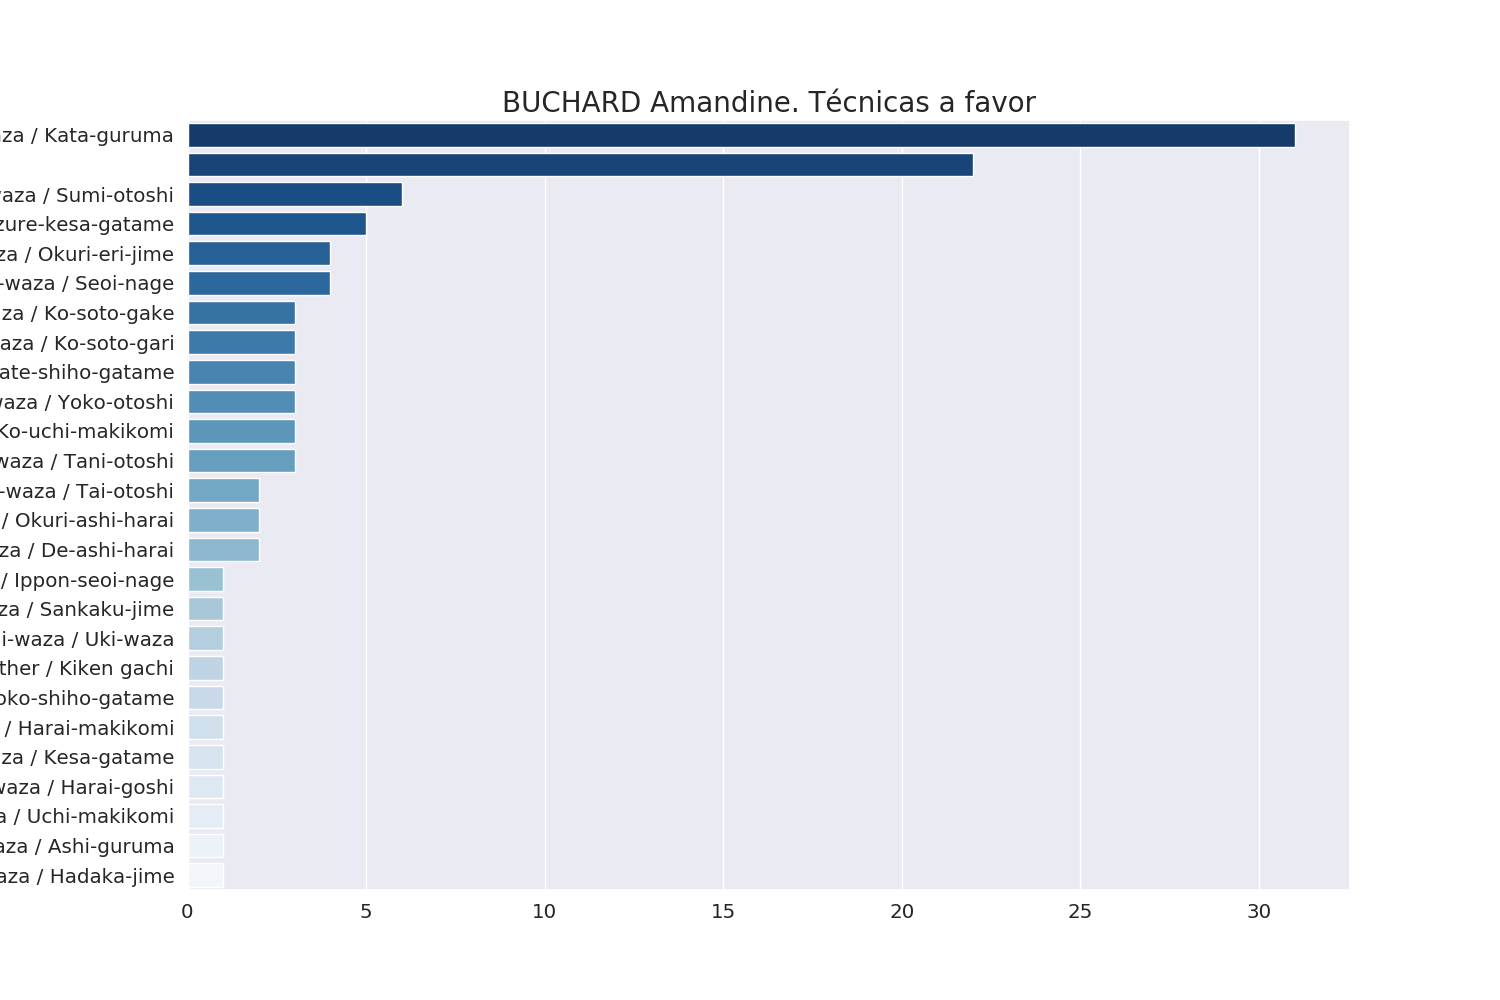 BUCHARD Amandine. Técnicas a favor
za / Kata-guruma
waza / Sumi-otoshi
zure-kesa-gatame
za / Okuri-eri-jime
-waza / Seoi-nage
za / Ko-soto-gake
aza / Ko-soto-gari
ate-shiho-gatame
waza / Yoko-otoshi
Ko-uchi-makikomi
waza / Tani-otoshi
-waza / Tai-otoshi
/ Okuri-ashi-harai
za / De-ashi-harai
/ Ippon-seoi-nage
za / Sankaku-jime
i-waza / Uki-waza
ther / Kiken gachi
oko-shiho-gatame
/ Harai-makikomi
za / Kesa-gatame
waza / Harai-goshi
a / Uchi-makikomi
aza / Ashi-guruma
aza / Hadaka-jime
0 5 10 15 20 25 30